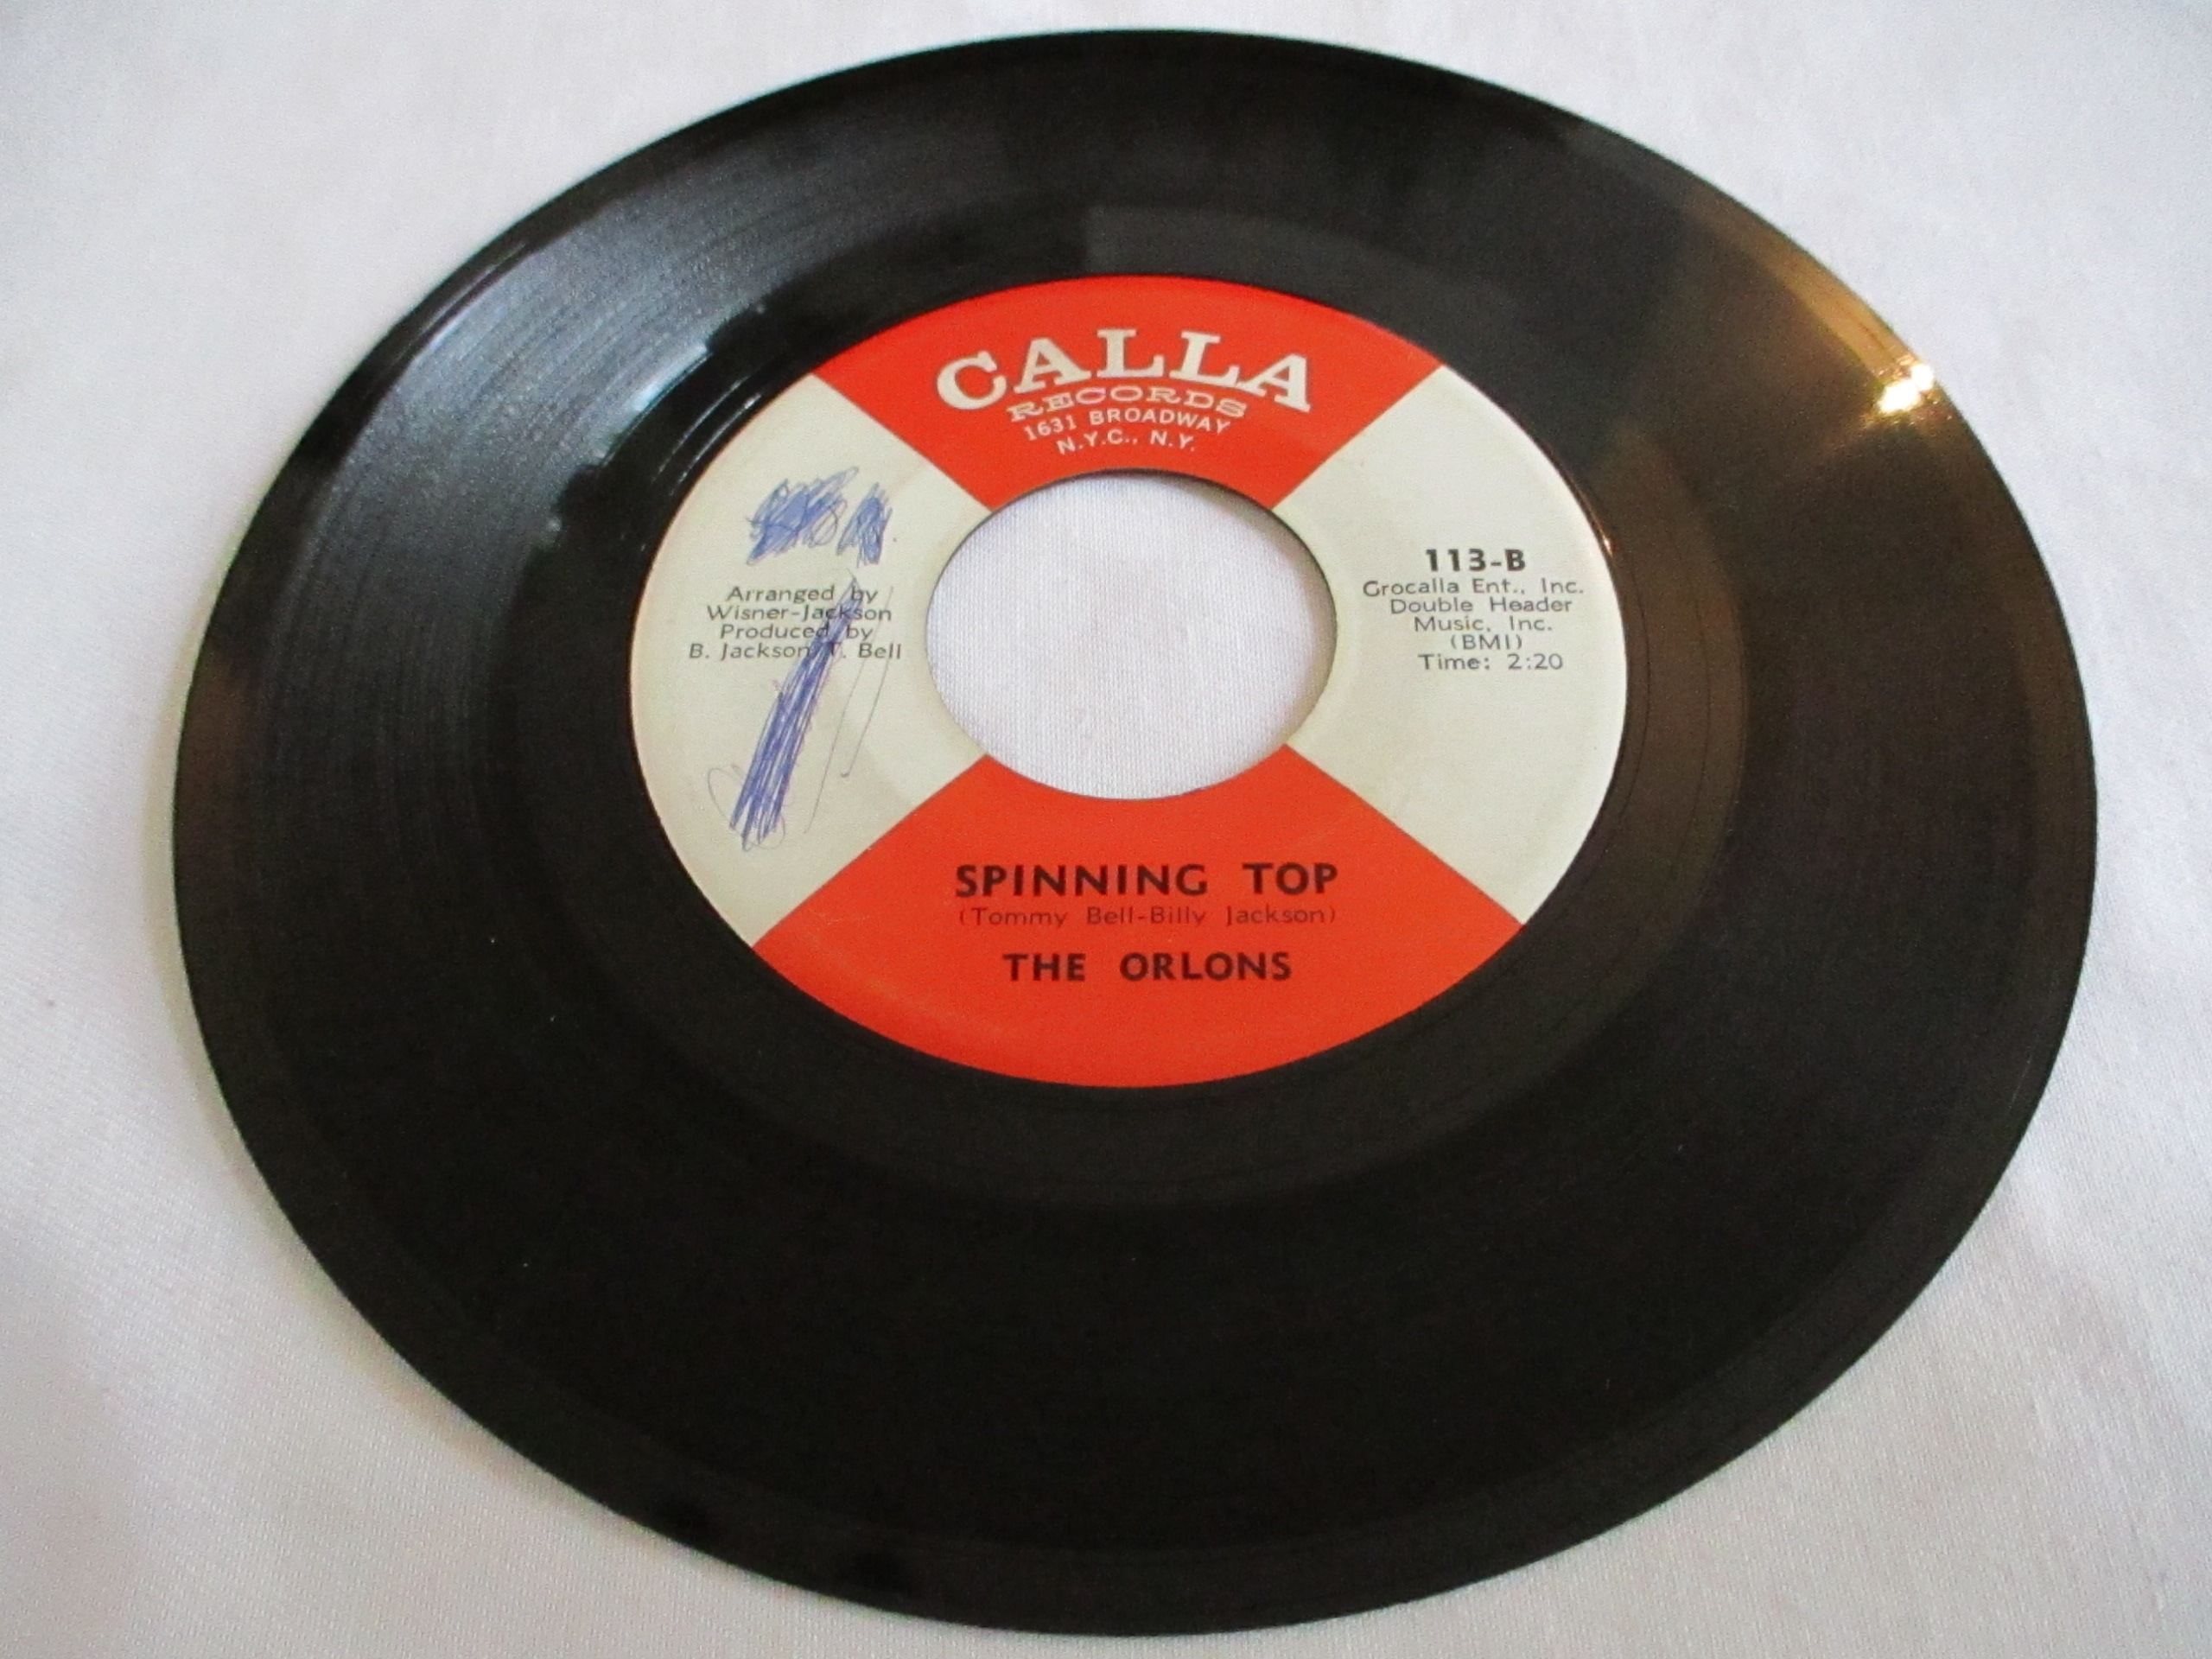 CALLA
RECORDS
1631 BROADWAY
N.Y.C., N.Y.
Arranged by
Wisner-Jackson
Produced by
B. Jackson, T. Bell
113-B
Grocalla Ent., Inc.
Double Header
Music, Inc.
(BMI)
Time: 2:20
SPINNING TOP
(Tommy Bell-Billy Jackson)
THE ORLONS